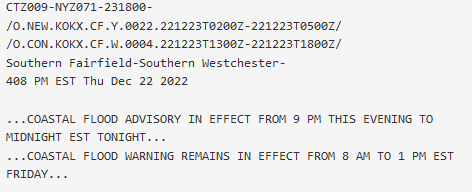 CTZ009-NYZ071-231800-
/O.NEW.KOKX.CF.Y.0022.221223T0200Z-221223T0500Z/
/O.CON.KOKX.CF.W.0004.221223T1300Z-221223T1800Z/
Southern Fairfield-Southern Westchester-
408 PM EST Thu Dec 22 2022
...COASTAL FLOOD ADVISORY IN EFFECT FROM 9 PM THIS EVENING TO
MIDNIGHT EST TONIGHT...
...COASTAL FLOOD WARNING REMAINS IN EFFECT FROM 8 AM TO 1 PM EST
FRIDAY...